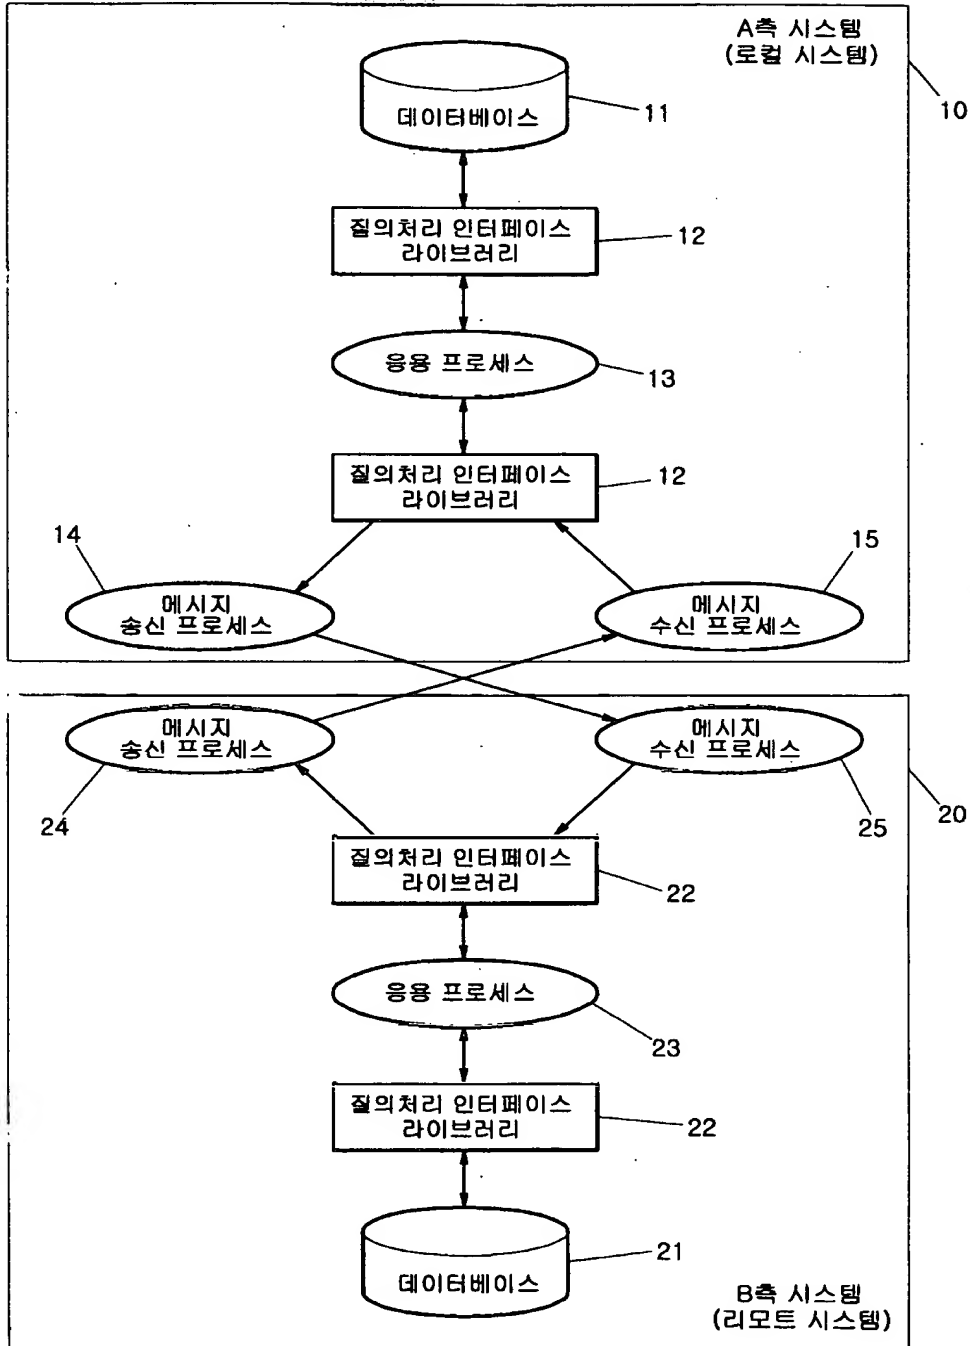 A측 시스템
(로컬 시스템)
10
데이터베이스
11
질의처리 인터페이스
라이브러리
12
응용 프로세스
13
질의처리 인터페이스
라이브러리
12
14
15
메시지
송신 프로세스
메시지
수신 프로세스
메시지
송신 프로세스
메시지
수신 프로세스
24
25
20
질의처리 인터페이스
라이브러리
22
응용 프로세스
23
질의처리 인터페이스
라이브러리
22
데이터베이스
21
B측 시스템
(리모트 시스템)